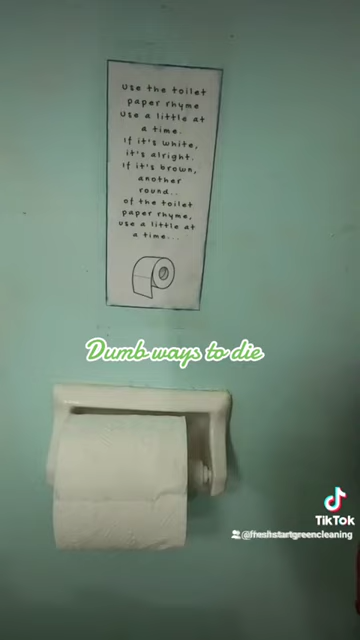 use the toilet
paper rhyme
use a little at
a time.
If it's white,
it's alright.
If it's brown,
another
round..
of the toilet
paper rhyme,
use a little at
a time...
Dumb ways to die
TikTok
@freshstartgreencleaning